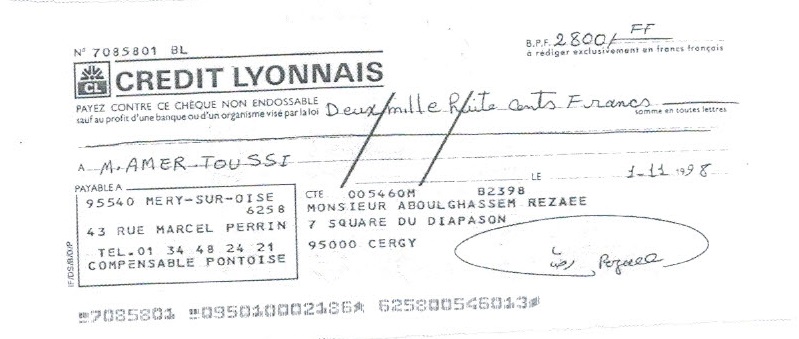 N° 7085801 BL
B.P.F. 2800/ FF
à rédiger exclusivement en francs français
CL CREDIT LYONNAIS
PAYEZ CONTRE CE CHÈQUE NON ENDOSSABLE
sauf au profit d'une banque ou d'un organisme visé par la loi
Deux mille huite cents Francs
somme en toutes lettres
A M. AMER TOUSSI
LE 1-11 1998
PAYABLE A
95540 MERY-SUR-OISE
6258
43 RUE MARCEL PERRIN
TEL.01 34 48 24 21
COMPENSABLE PONTOISE
IF/DS/B/O/P
CTE 005460M B2398
MONSIEUR ABOULGHASSEM REZAEE
7 SQUARE DU DIAPASON
95000 CERGY
Rezaee
7085801 095010002186 625800546013